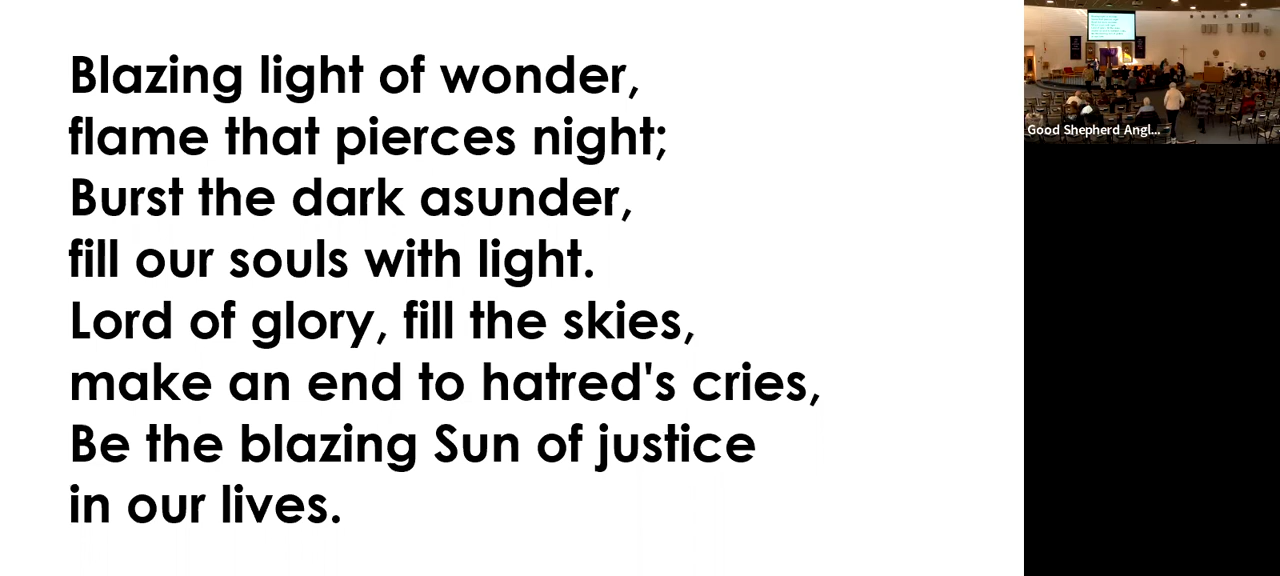 Blazing light of wonder,
flame that pierces night;
Burst the dark asunder,
fill our souls with light.
Lord of glory, fill the skies,
make an end to hatred's cries,
Be the blazing Sun of justice
in our lives.
Good Shepherd Angl...